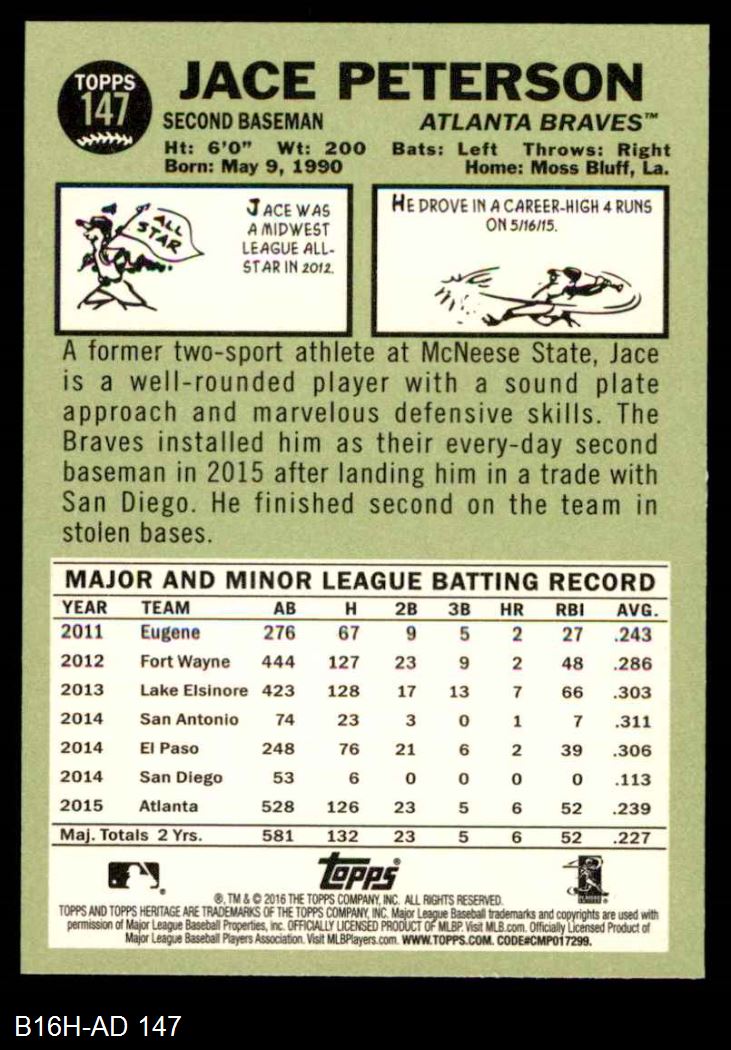 TOPPS
147
JACE PETERSON
SECOND BASEMAN ATLANTA BRAVES™
Ht: 6'0" Wt: 200 Bats: Left Throws: Right
Born: May 9, 1990 Home: Moss Bluff, La.
ALL
STAR
JACE WAS
A MIDWEST
LEAGUE ALL-
STAR IN 2012.
HE DROVE IN A CAREER-HIGH 4 RUNS
ON 5/16/15.
A former two-sport athlete at McNeese State, Jace
is a well-rounded player with a sound plate
approach and marvelous defensive skills. The
Braves installed him as their every-day second
baseman in 2015 after landing him in a trade with
San Diego. He finished second on the team in
stolen bases.
MAJOR AND MINOR LEAGUE BATTING RECORD
YEAR TEAM AB H 2B 3B HR RBI AVG.
2011 Eugene 276 67 9 5 2 27 .243
2012 Fort Wayne 444 127 23 9 2 48 .286
2013 Lake Elsinore 423 128 17 13 7 66 .303
2014 San Antonio 74 23 3 0 1 7 .311
2014 El Paso 248 76 21 6 2 39 .306
2014 San Diego 53 6 0 0 0 0 .113
2015 Atlanta 528 126 23 5 6 52 .239
Maj. Totals 2 Yrs. 581 132 23 5 6 52 .227
topps®
®, TM & © 2016 THE TOPPS COMPANY, INC. ALL RIGHTS RESERVED.
TOPPS AND TOPPS HERITAGE ARE TRADEMARKS OF THE TOPPS COMPANY, INC. Major League Baseball trademarks and copyrights are used with
permission of Major League Baseball Properties, Inc. OFFICIALLY LICENSED PRODUCT OF MLBP. Visit MLB.com. Officially Licensed Product of
Major League Baseball Players Association. Visit MLBPlayers.com. WWW.TOPPS.COM. CODE#CMP017299.
B16H-AD 147